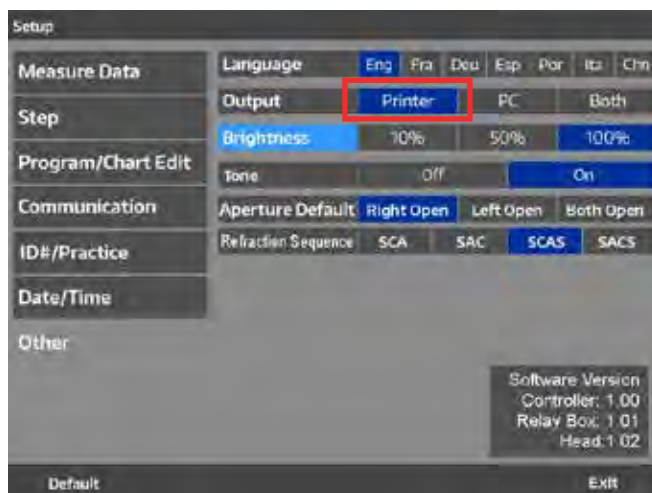 Setup
Measure Data
Step
Program/Chart Edit
Communication
ID#/Practice
Date/Time
Other
Language Eng Fra Deu Esp Por Ita Chn
Output Printer PC Both
Brightness 10% 50% 100%
Tone Off On
Aperture Default Right Open Left Open Both Open
Refraction Sequence SCA SAC SCAS SACS
Software Version
Controller: 1.00
Relay Box: 1.01
Head:1.02
Default Exit